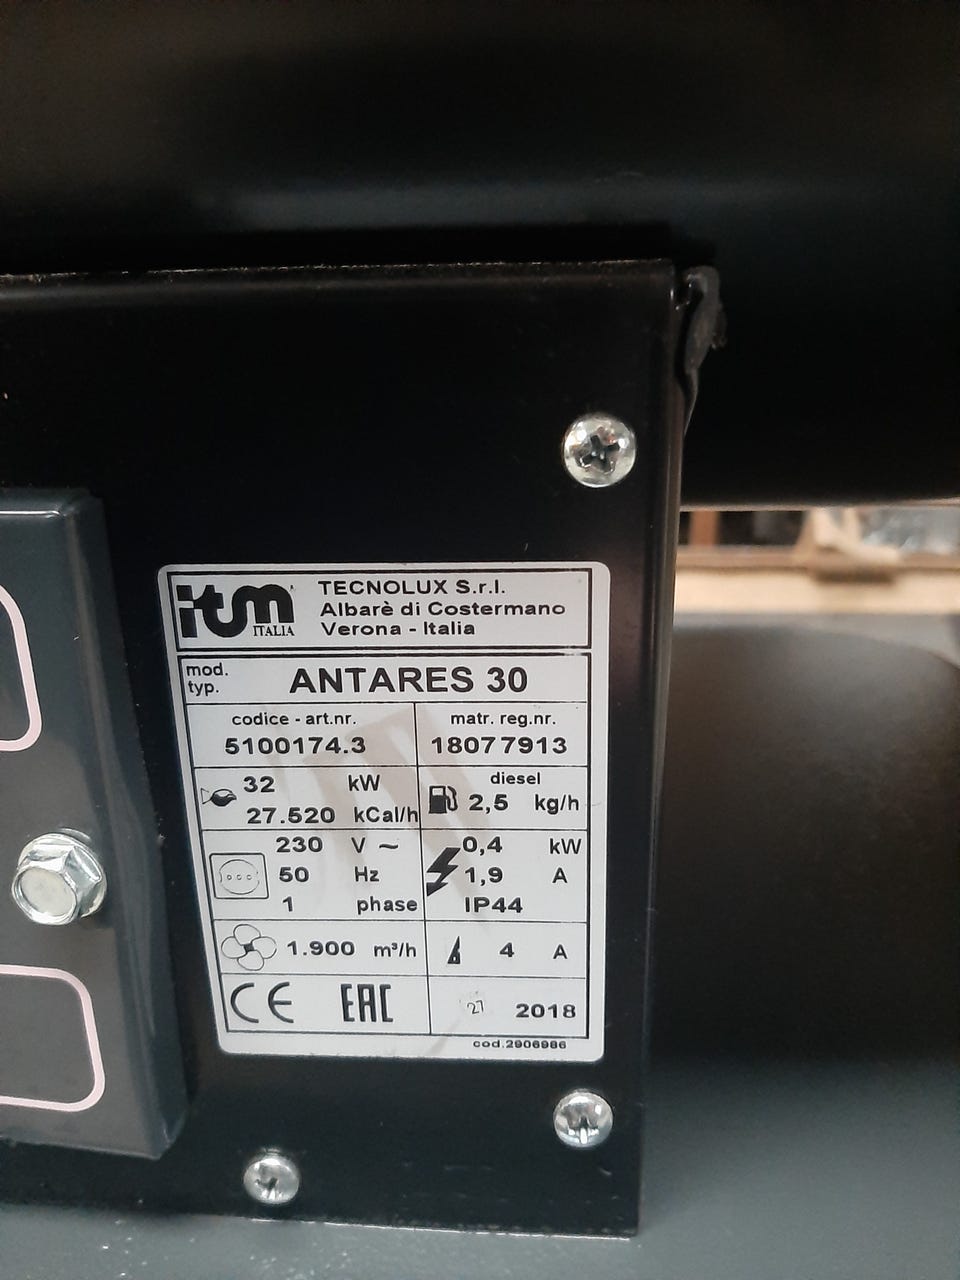 itm
ITALIA
TECNOLUX S.r.l.
Albarè di Costermano
Verona - Italia
mod.
typ.
ANTARES 30
codice - art.nr.
5100174.3
matr. reg.nr.
18077913
32 kW
27.520 kCal/h
diesel
2,5 kg/h
230 V ~
50 Hz
1 phase
0,4 kW
1,9 A
IP44
1.900 m³/h
4 A
CE EAC
27 2018
cod.2906986